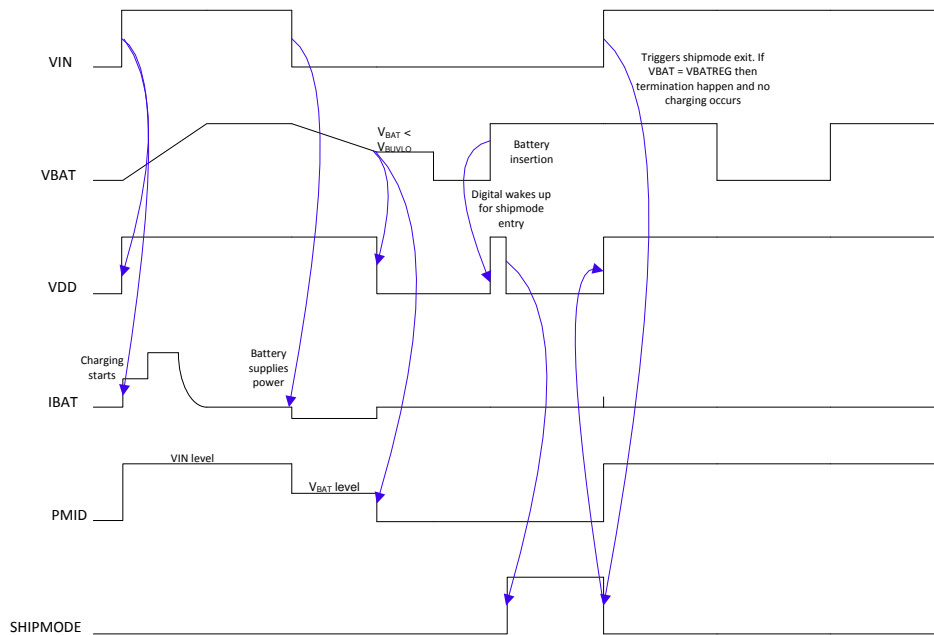 VIN
Triggers shipmode exit. If
VBAT = VBATREG then
termination happen and no
charging occurs
VBAT
VBAT <
VBUVLO
Battery
insertion
Digital wakes up
for shipmode
entry
VDD
Charging
starts
Battery
supplies
power
IBAT
VIN level
VBAT level
PMID
SHIPMODE